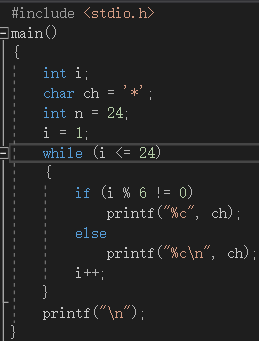 #include <stdio.h>
main()
{
int i;
char ch = '*';
int n = 24;
i = 1;
while (i <= 24)
{
if (i % 6 != 0)
printf("%c", ch);
else
printf("%c\n", ch);
i++;
}
printf("\n");
}